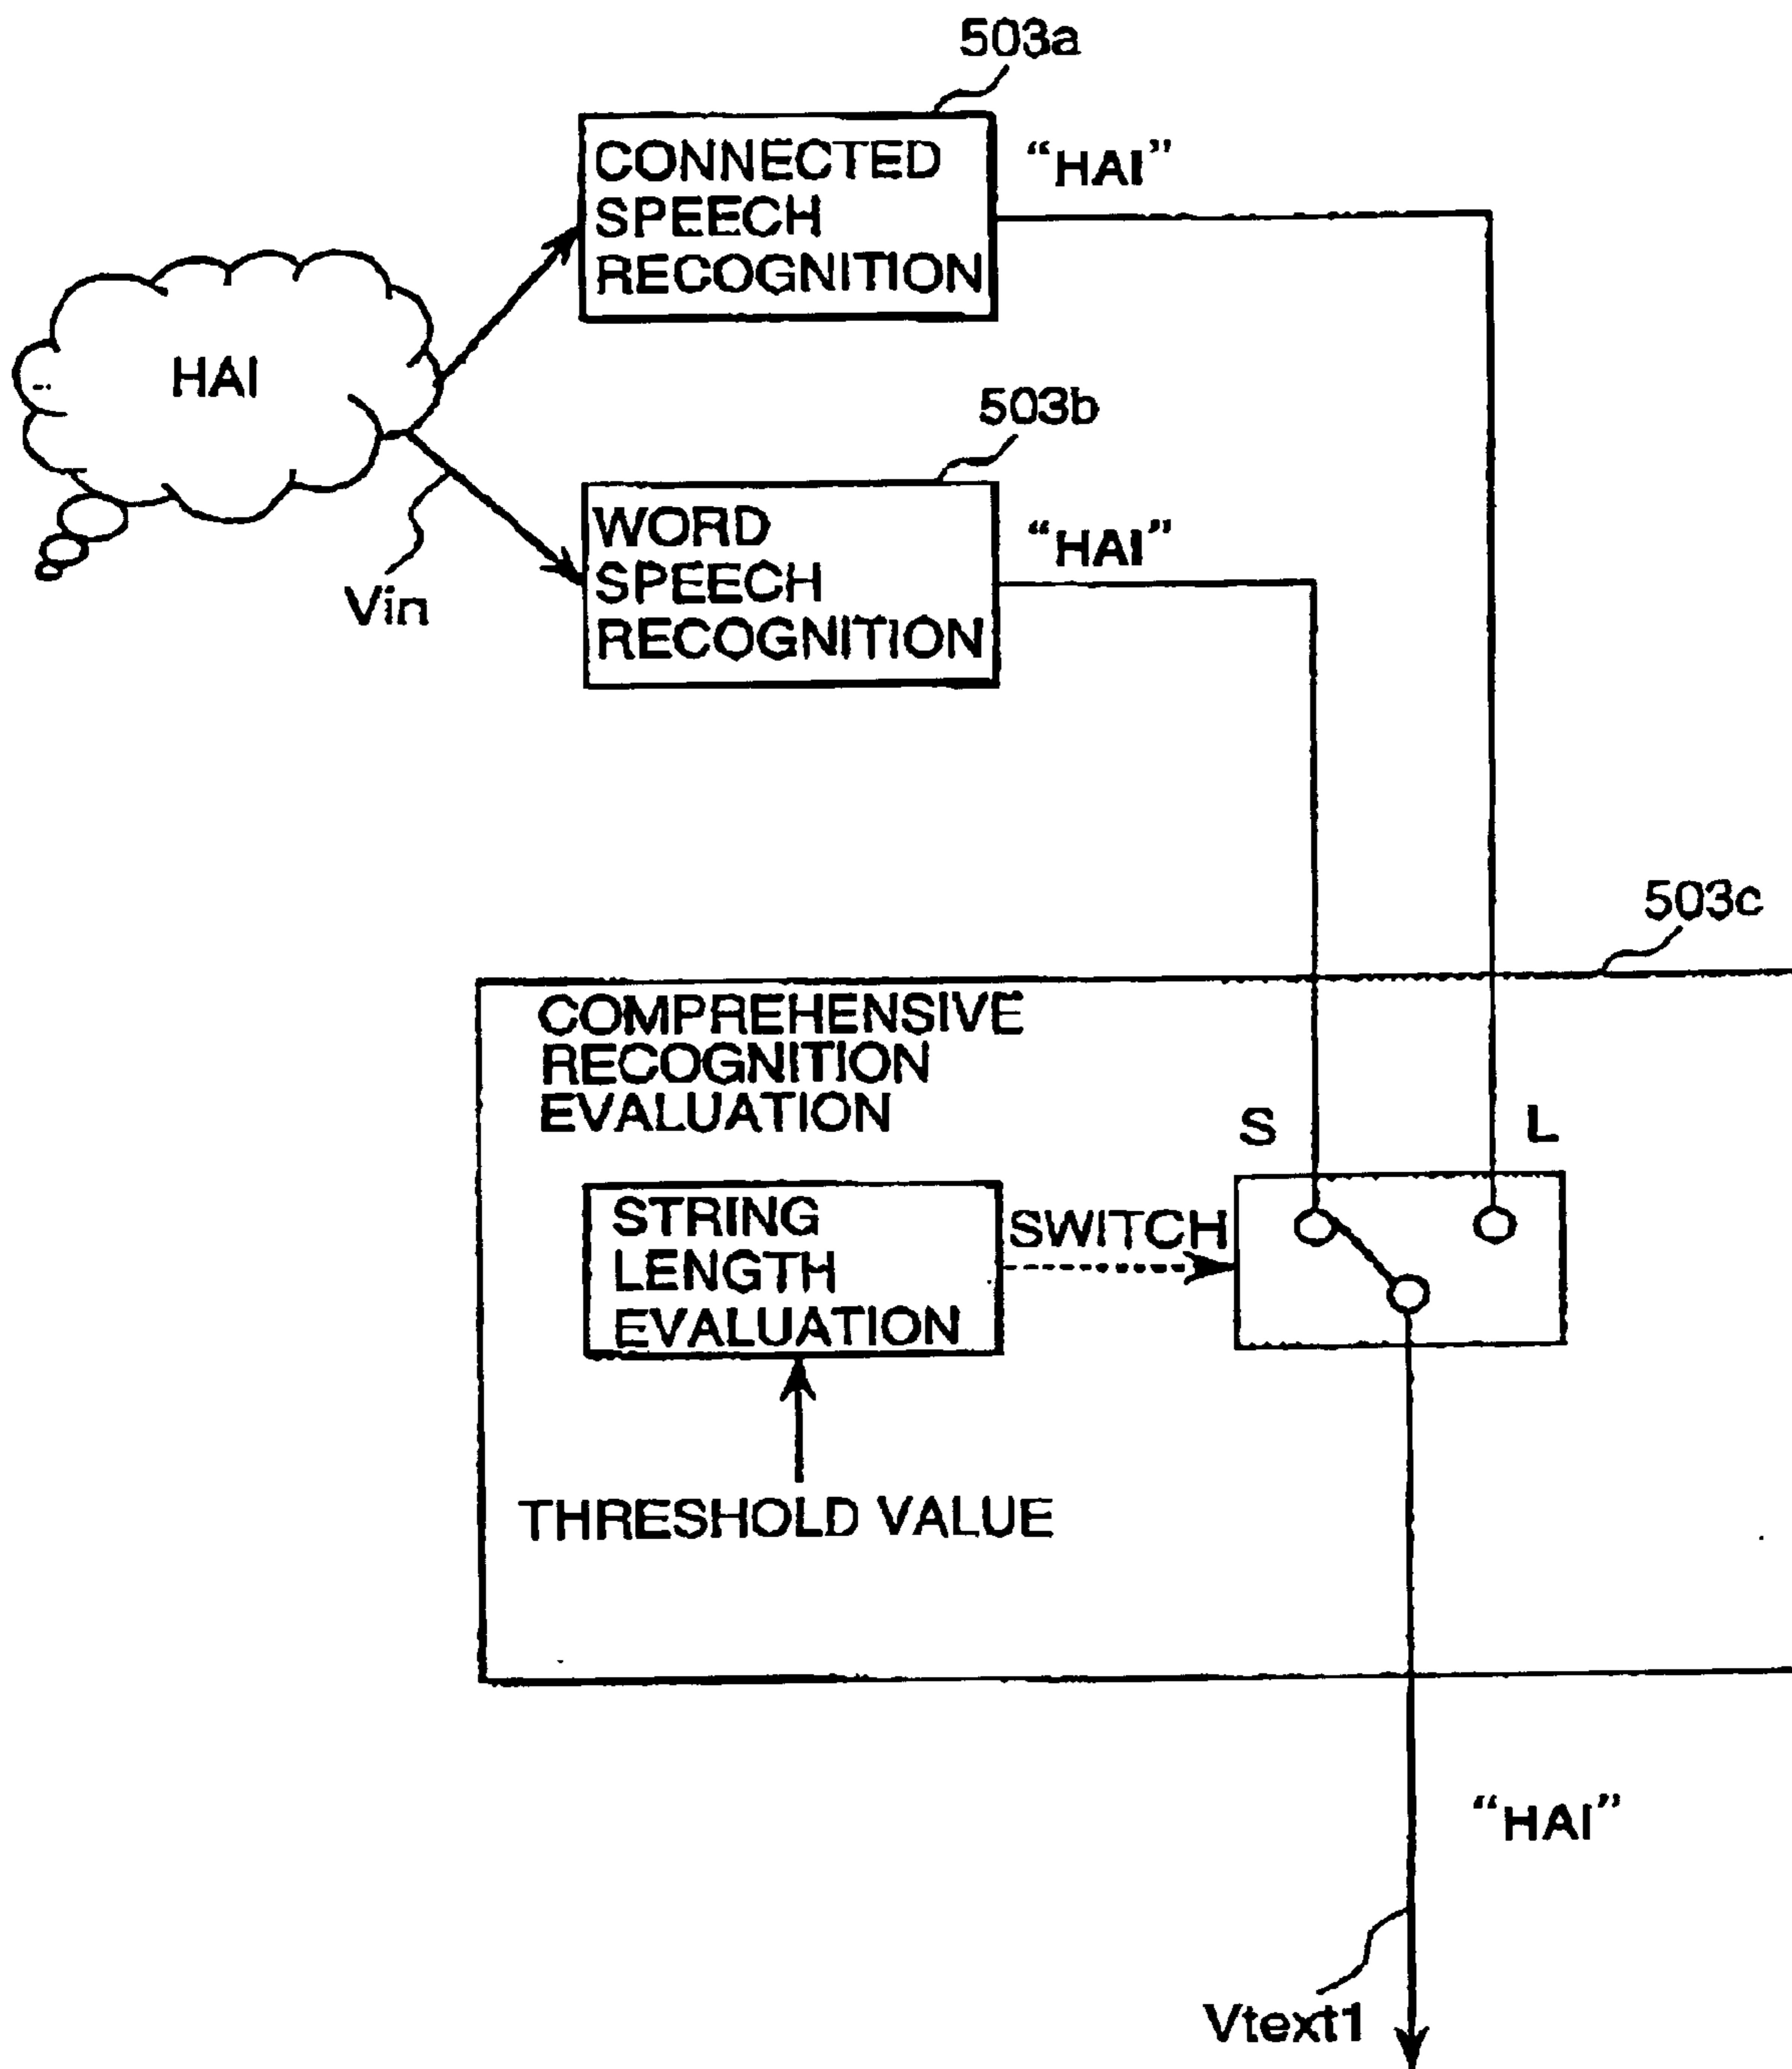 503a
CONNECTED
SPEECH
RECOGNITION
“HAI”
HAI
503b
WORD
SPEECH
RECOGNITION
“HAI”
Vin
503c
COMPREHENSIVE
RECOGNITION
EVALUATION
S
L
STRING
LENGTH
EVALUATION
SWITCH
THRESHOLD VALUE
“HAI”
Vtext1